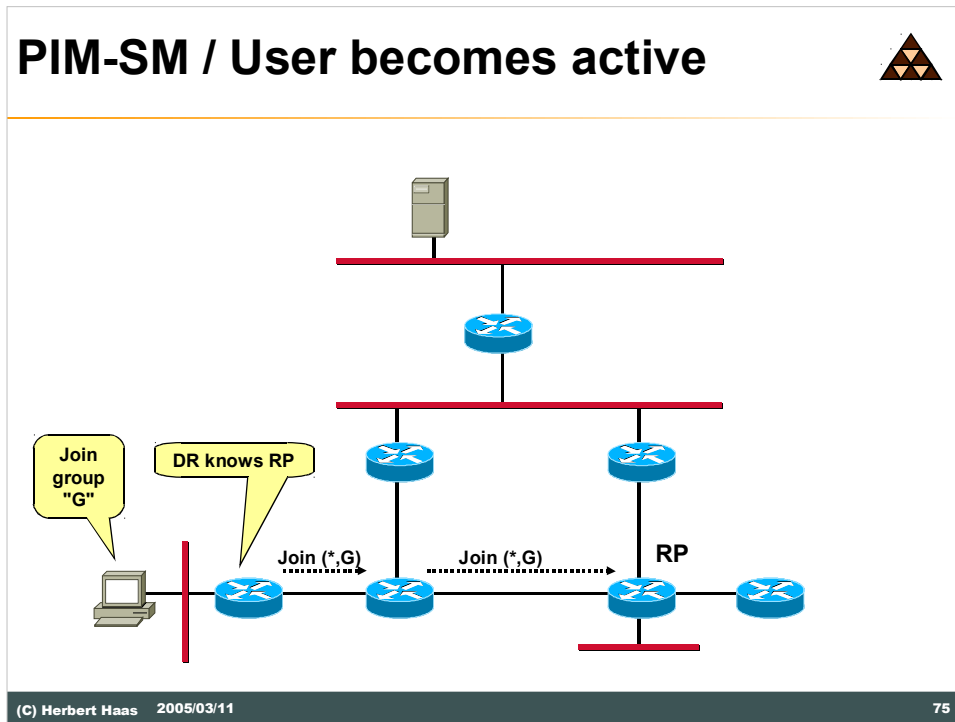 PIM-SM / User becomes active
Join
group
"G"
DR knows RP
Join (*,G)
Join (*,G)
RP
(C) Herbert Haas 2005/03/11
75